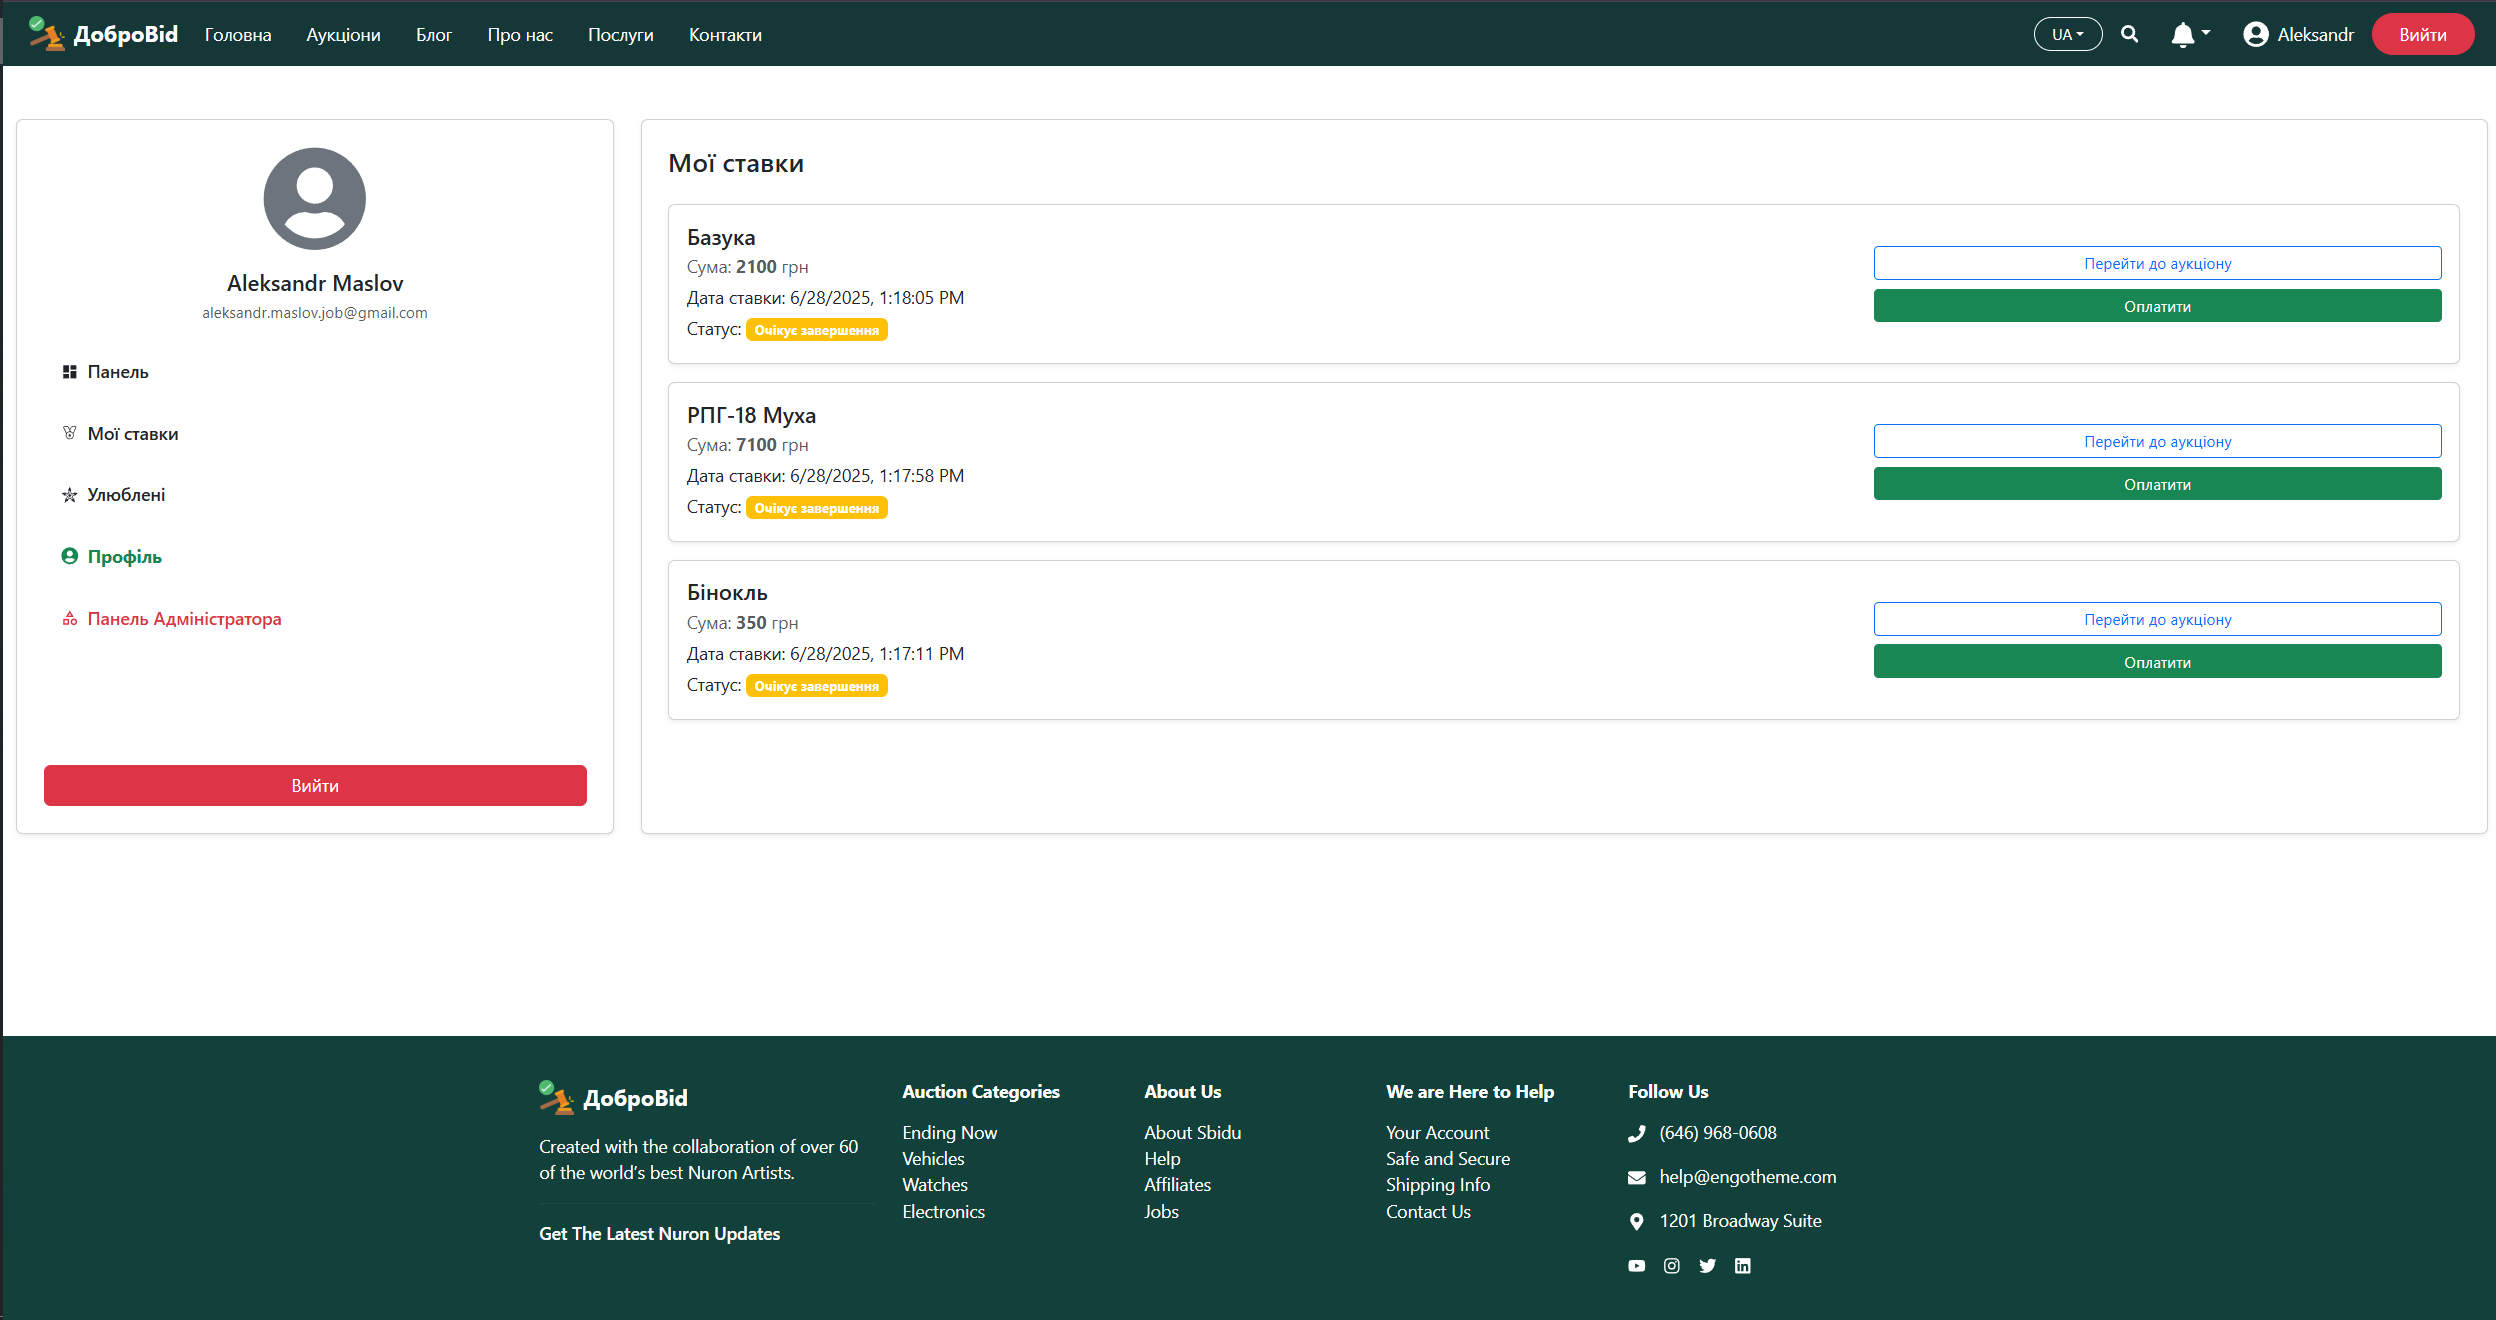 ДоброBid
Головна
Аукціони
Блог
Про нас
Послуги
Контакти
UA
Aleksandr
Вийти
Aleksandr Maslov
aleksandr.maslov.job@gmail.com
Панель
Мої ставки
Улюблені
Профіль
Панель Адміністратора
Вийти
Мої ставки
Базука
Сума: 2100 грн
Дата ставки: 6/28/2025, 1:18:05 PM
Статус: Очікує завершення
Перейти до аукціону
Оплатити
РПГ-18 Муха
Сума: 7100 грн
Дата ставки: 6/28/2025, 1:17:58 PM
Статус: Очікує завершення
Перейти до аукціону
Оплатити
Бінокль
Сума: 350 грн
Дата ставки: 6/28/2025, 1:17:11 PM
Статус: Очікує завершення
Перейти до аукціону
Оплатити
ДоброBid
Created with the collaboration of over 60
of the world’s best Nuron Artists.
Get The Latest Nuron Updates
Auction Categories
Ending Now
Vehicles
Watches
Electronics
About Us
About Sbidu
Help
Affiliates
Jobs
We are Here to Help
Your Account
Safe and Secure
Shipping Info
Contact Us
Follow Us
(646) 968-0608
help@engotheme.com
1201 Broadway Suite